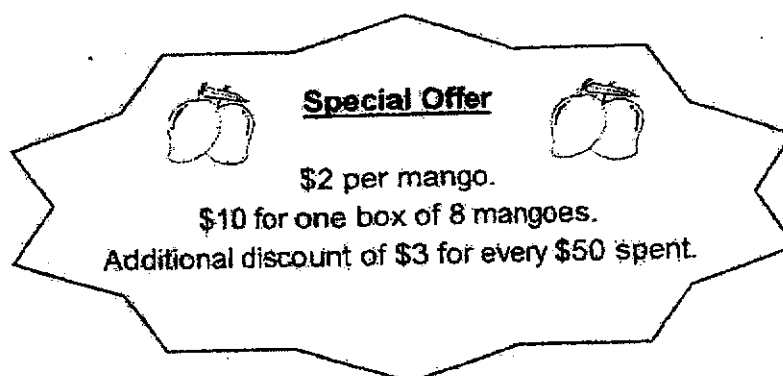 Special Offer
$2 per mango.
$10 for one box of 8 mangoes.
Additional discount of $3 for every $50 spent.